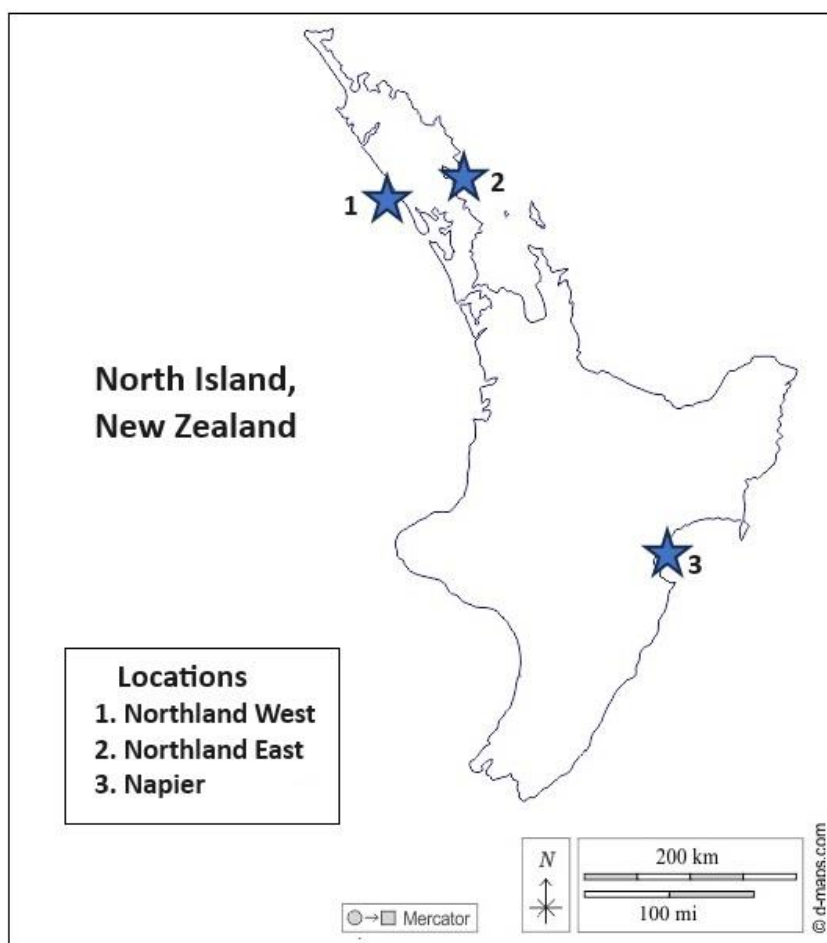 1
2
North Island,
New Zealand
3
Locations
1. Northland West
2. Northland East
3. Napier
N
200 km
100 mi
Mercator
© d-maps.com